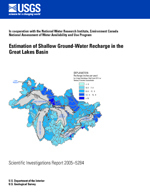 USGS
science for a changing world
In cooperation with the National Water Research Institute, Environment Canada
National Assessment of Water Availability and Use Program
Estimation of Shallow Ground-Water Recharge in the
Great Lakes Basin
EXPLANATION
Scientific Investigations Report 2005–5284
U.S. Department of the Interior
U.S. Geological Survey